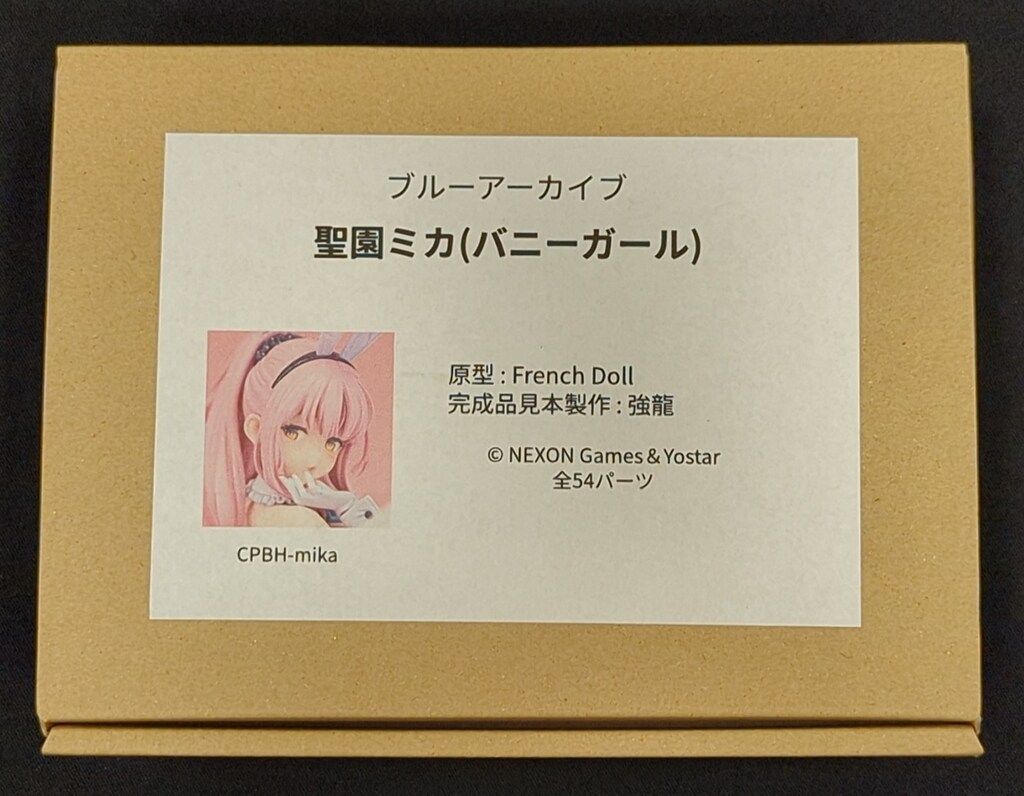 ブルーアーカイブ
聖園ミカ(バニーガール)
原型 : French Doll
完成品見本製作 : 強龍
© NEXON Games & Yostar
全54パーツ
CPBH-mika